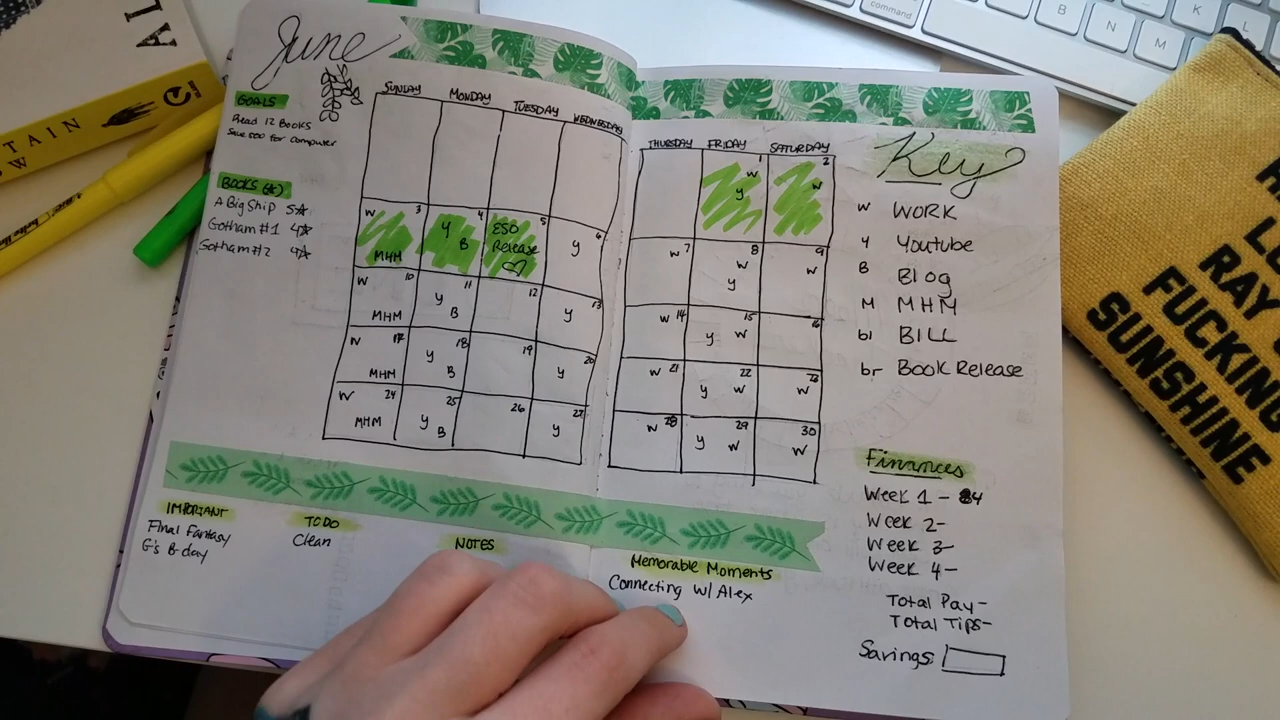 June
GOALS
Read 12 Books
Save 500 for computer
BOOKS (6★)
A Big Ship 5☆
Gotham #1 4☆
Gotham #2 4☆
SUNDAY MONDAY TUESDAY WEDNESDAY
3 W MHM
4 Y B
5 ESO Release ♡
6 Y
10 W MHM
11 Y B
12
13 Y
17 W MHM
18 Y B
19
20 Y
24 W MHM
25 Y B
26
27 Y
IMPORTANT
Final Fantasy
G's B-day
TODO
Clean
NOTES
THURSDAY FRIDAY SATURDAY
1 W Y
2 W
7 W
8 W Y
9 W
14 W
15 Y W
16
21 W
22 Y W
23 W
28 W
29 Y W
30 W
Memorable Moments
Connecting w/ Alex
Key
W WORK
Y Youtube
B Blog
M MHM
bl BILL
br Book Release
Finances
Week 1 - 84
Week 2-
Week 3-
Week 4-
Total Pay-
Total Tips-
Savings:
command
B
N
M
K
L
AL
TAIN
W
RAY
FUCKING
SUNSHINE